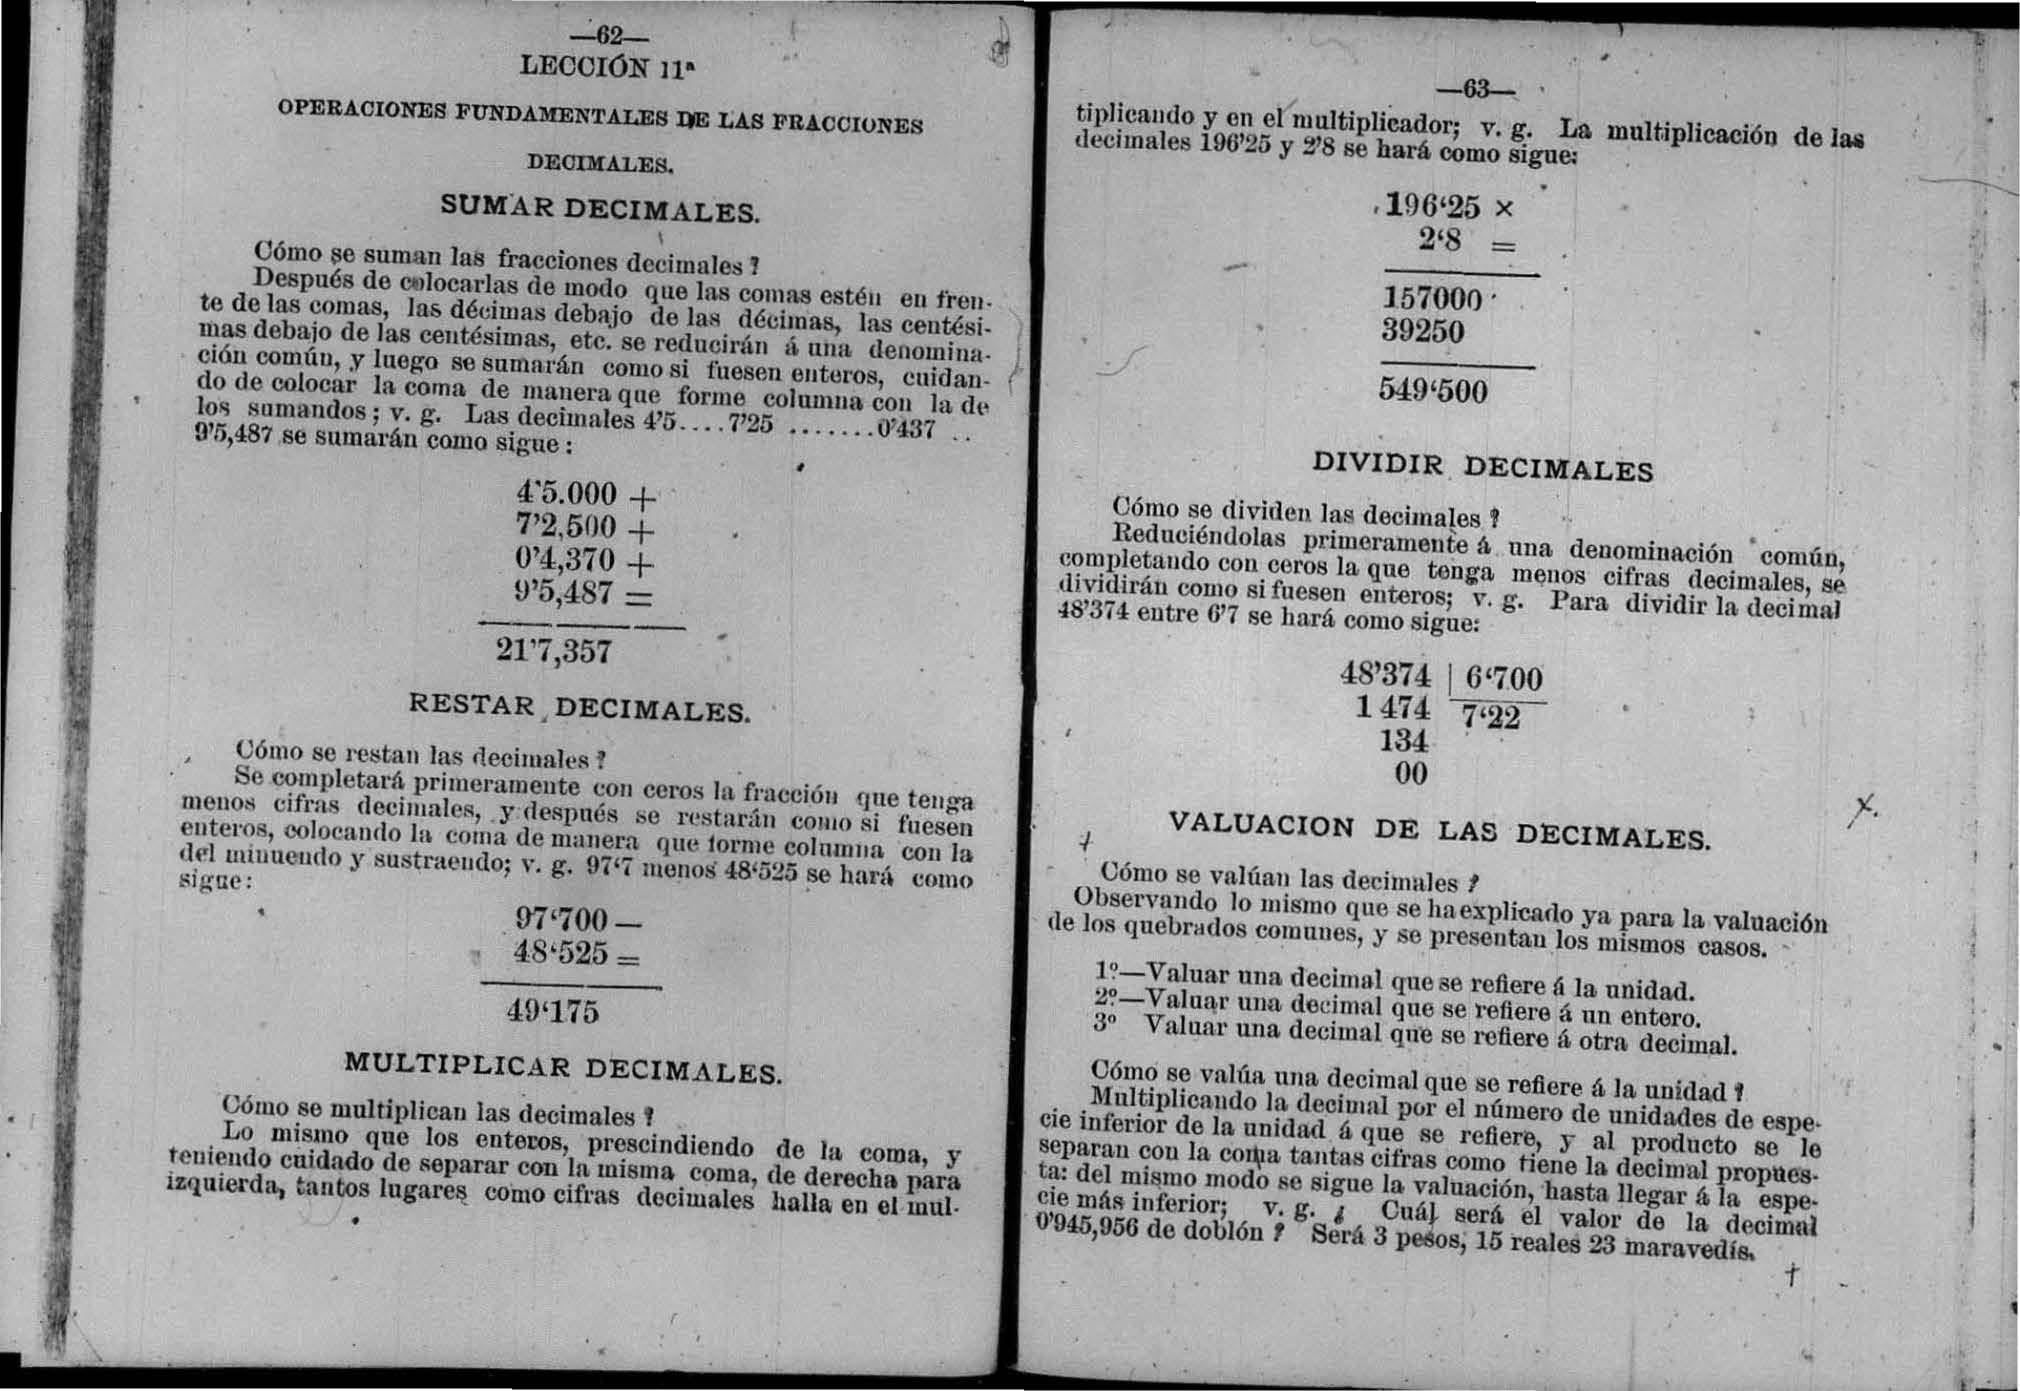 —62—
LECCIÓN 11ª
OPERACIONES FUNDAMENTALES DE LAS FRACCIONES
DECIMALES.
SUMAR DECIMALES.
Cómo se suman las fracciones decimales?
Después de colocarlas de modo que las comas estén en fren-
te de las comas, las décimas debajo de las décimas, las centési-
mas debajo de las centésimas, etc. se reducirán á una denomina-
ción común, y luego se sumarán como si fuesen enteros, cuidan-
do de colocar la coma de manera que forme columna con la de
los sumandos; v. g. Las decimales 4'5....7'25 .......0'437 ..
9'5,487 se sumarán como sigue:
4'5.000 +
7'2,500 +
0'4,370 +
9'5,487 =
21'7,357
RESTAR DECIMALES.
Cómo se restan las decimales?
Se completará primeramente con ceros la fracción que tenga
menos cifras decimales, y después se restarán como si fuesen
enteros, colocando la coma de manera que forme columna con la
del minuendo y sustraendo; v. g. 97‘7 menos 48‘525 se hará como
sigue:
97‘700 —
48‘525 =
49‘175
MULTIPLICAR DECIMALES.
Cómo se multiplican las decimales?
Lo mismo que los enteros, prescindiendo de la coma, y
teniendo cuidado de separar con la misma coma, de derecha para
izquierda, tantos lugares como cifras decimales halla en el mul-
—63—
tiplicando y en el multiplicador; v. g. La multiplicación de las
decimales 196'25 y 2'8 se hará como sigue:
196‘25 ×
2‘8 =
157000
39250
549‘500
DIVIDIR DECIMALES
Cómo se dividen las decimales?
Reduciéndolas primeramente á una denominación común,
completando con ceros la que tenga menos cifras decimales, se
dividirán como si fuesen enteros; v. g. Para dividir la decimal
48'374 entre 6'7 se hará como sigue:
48'374 | 6‘700
1 474 7‘22
134
00
VALUACION DE LAS DECIMALES.
Cómo se valúan las decimales?
Observando lo mismo que se ha explicado ya para la valuación
de los quebrados comunes, y se presentan los mismos casos.
1º—Valuar una decimal que se refiere á la unidad.
2º—Valuar una decimal que se refiere á un entero.
3º Valuar una decimal que se refiere á otra decimal.
Cómo se valúa una decimal que se refiere á la unidad?
Multiplicando la decimal por el número de unidades de espe-
cie inferior de la unidad á que se refiere, y al producto se le
separan con la coma tantas cifras como tiene la decimal propues-
ta: del mismo modo se sigue la valuación, hasta llegar á la espe-
cie más inferior; v. g. ¿ Cuál será el valor de la decimal
0'945,956 de doblón? Será 3 pesos, 15 reales 23 maravedís.